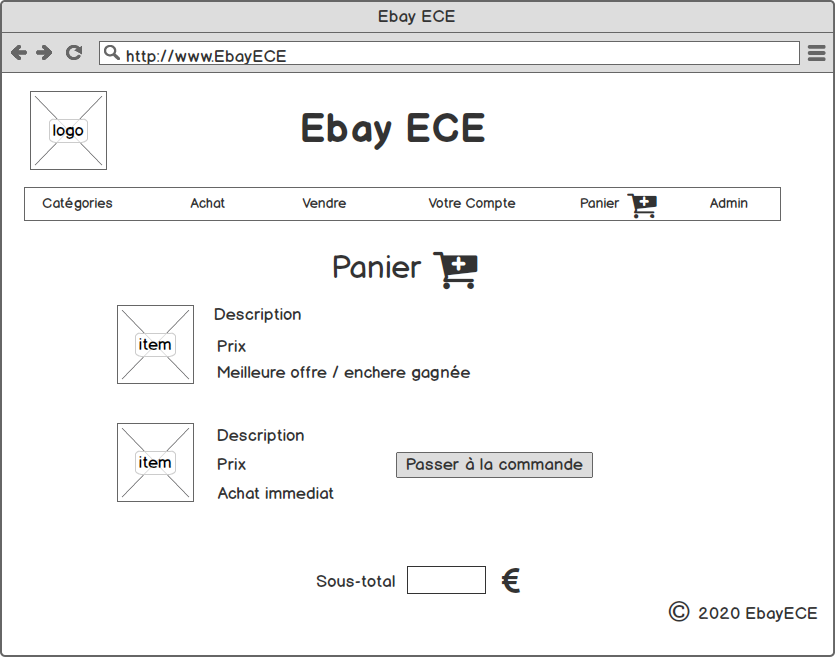 Ebay ECE
http://www.EbayECE
logo
Ebay ECE
Catégories Achat Vendre Votre Compte Panier Admin
Panier
item
Description
Prix
Meilleure offre / enchere gagnée
item
Description
Prix
Passer à la commande
Achat immediat
Sous-total €
© 2020 EbayECE